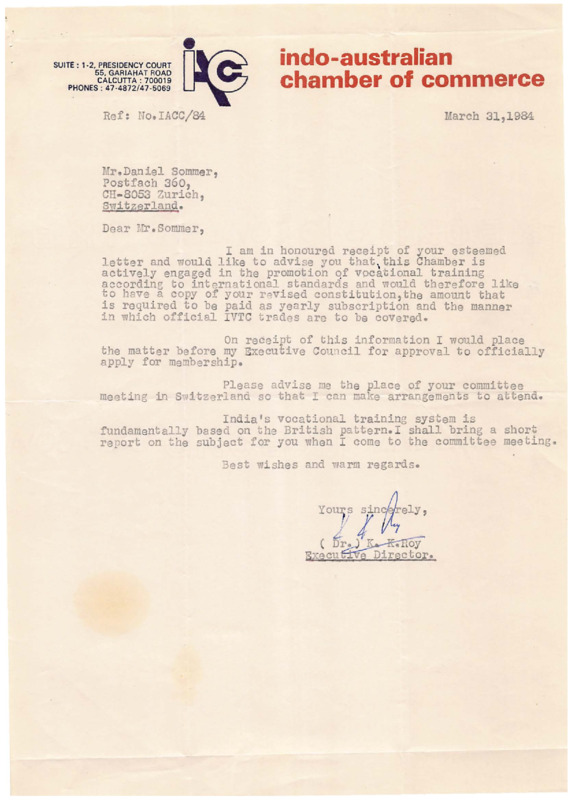 SUITE : 1-2, PRESIDENCY COURT
55, GARIAHAT ROAD
CALCUTTA : 700019
PHONES : 47-4872/47-5069
iacc
indo-australian
chamber of commerce
Ref: No.IACC/84
March 31,1984
Mr.Daniel Sommer,
Postfach 360,
CH-8053 Zurich,
Switzerland.
Dear Mr.Sommer,
I am in honoured receipt of your esteemed
letter and would like to advise you that,this Chamber is
actively engaged in the promotion of vocational training
according to international standards and would therefore like
to have a copy of your revised constitution,the amount that
is required to be paid as yearly subscription and the manner
in which official IVTC trades are to be covered.
On receipt of this information I would place
the matter before my Executive Council for approval to officially
apply for membership.
Please advise me the place of your committee
meeting in Switzerland so that I can make arrangements to attend.
India's vocational training system is
fundamentally based on the British pattern.I shall bring a short
report on the subject for you when I come to the committee meeting.
Best wishes and warm regards.
Yours sincerely,
K K Roy
( Dr.) K. K.Roy
Executive Director.